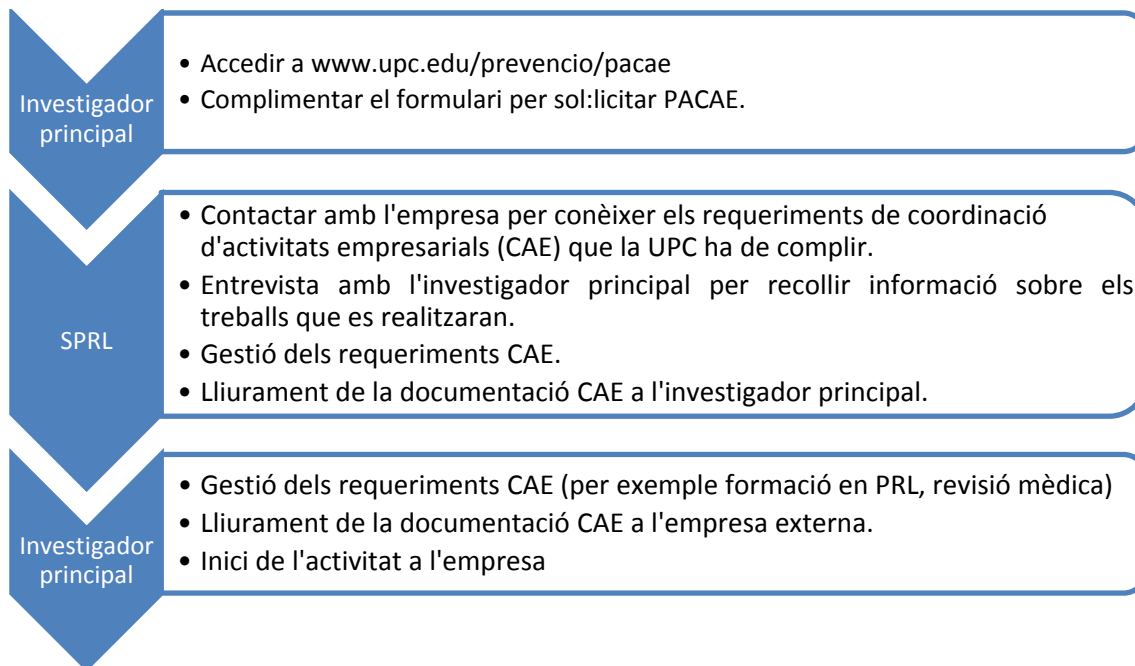 Investigador
principal
• Accedir a www.upc.edu/prevencio/pacae
• Complimentar el formulari per sol:licitar PACAE.
SPRL
• Contactar amb l'empresa per conèixer els requeriments de coordinació
d'activitats empresarials (CAE) que la UPC ha de complir.
• Entrevista amb l'investigador principal per recollir informació sobre els
treballs que es realitzaran.
• Gestió dels requeriments CAE.
• Lliurament de la documentació CAE a l'investigador principal.
Investigador
principal
• Gestió dels requeriments CAE (per exemple formació en PRL, revisió mèdica)
• Lliurament de la documentació CAE a l'empresa externa.
• Inici de l'activitat a l'empresa